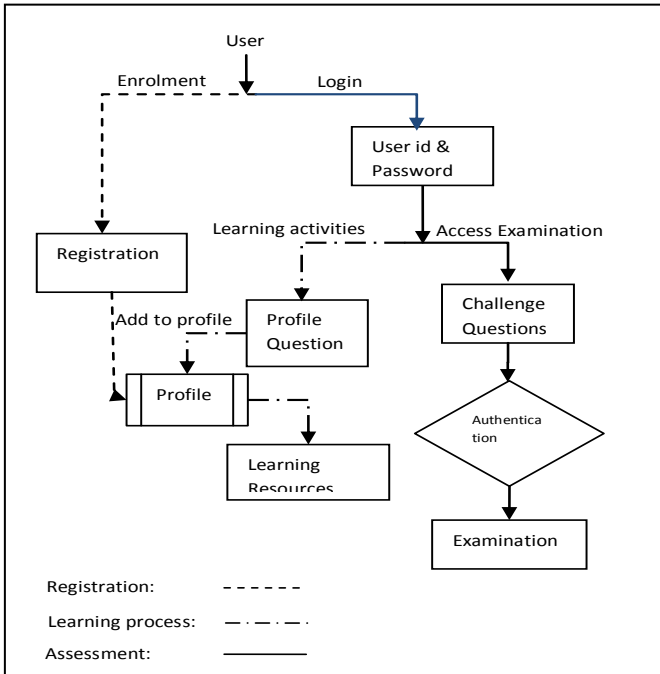 User
Enrolment
Login
User id &
Password
Learning activities
Access Examination
Registration
Challenge
Questions
Add to profile
Profile
Question
Profile
Authentica
tion
Learning
Resources
Examination
Registration:
Learning process:
Assessment: